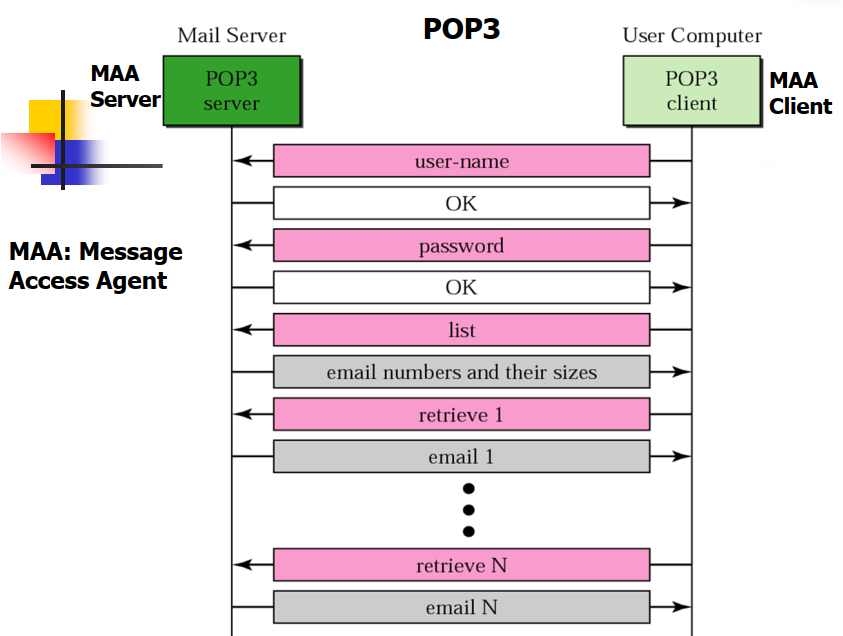 POP3
Mail Server
User Computer
MAA
Server
POP3
server
POP3
client
MAA
Client
user-name
OK
MAA: Message
Access Agent
password
OK
list
email numbers and their sizes
retrieve 1
email 1
retrieve N
email N